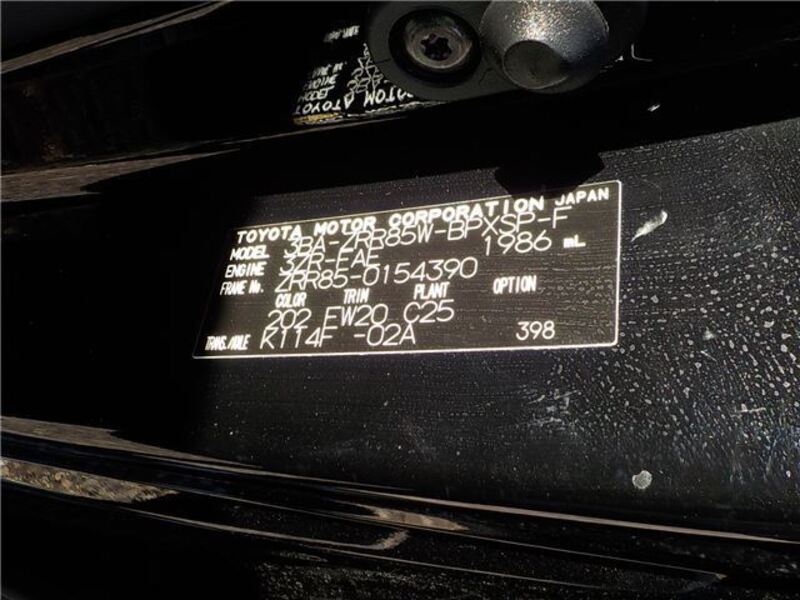 TOYOTA MOTOR CORPORATION JAPAN
MODEL 3BA-ZRR85W-BPXSP-F
ENGINE 3ZR-FAE 1986 mL
FRAME No. ZRR85-0154390
COLOR TRIM PLANT OPTION
202 EW20 C25
TRANS./AXLE K114F -02A 398